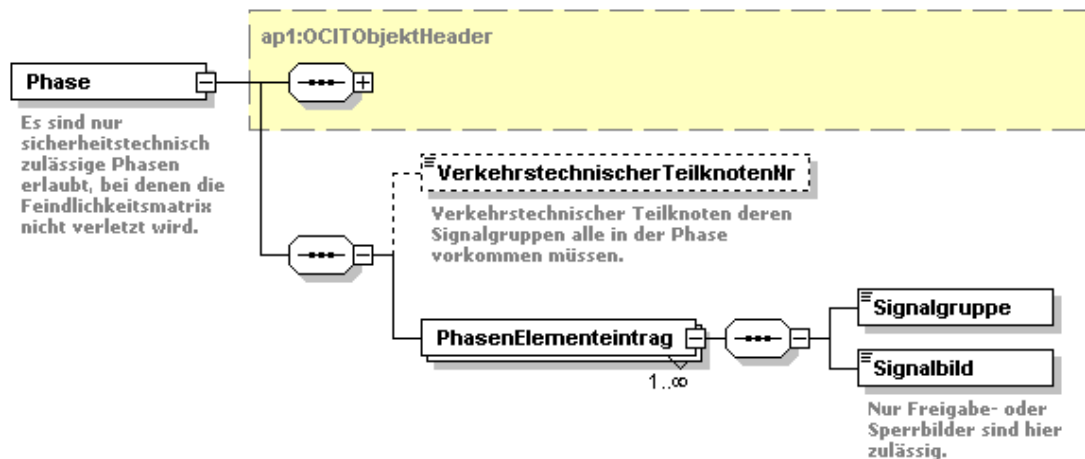 ap1:OCITObjektHeader
Phase
Es sind nur
sicherheitstechnisch
zulässige Phasen
erlaubt, bei denen die
Feindlichkeitsmatrix
nicht verletzt wird.
VerkehrstechnischerTeilknotenNr
Verkehrstechnischer Teilknoten deren
Signalgruppen alle in der Phase
vorkommen müssen.
PhasenElementeintrag
1..∞
Signalgruppe
Signalbild
Nur Freigabe- oder
Sperrbilder sind hier
zulässig.